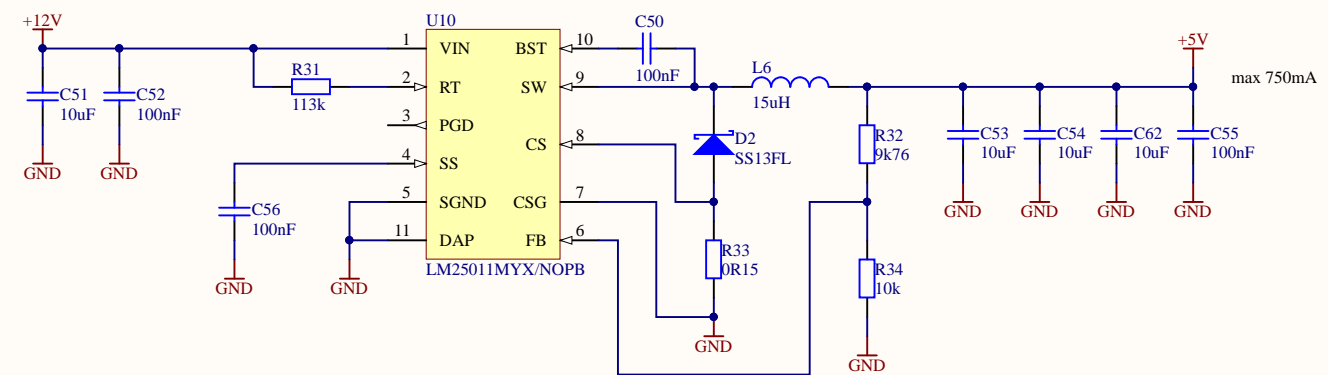 +12V
U10
C50
+5V
1
VIN
BST
10
C51
10uF
C52
100nF
R31
113k
2
RT
SW
9
100nF
L6
15uH
max 750mA
3
PGD
CS
8
D2
SS13FL
R32
9k76
C53
10uF
C54
10uF
C62
10uF
C55
100nF
GND
GND
4
SS
GND
GND
GND
GND
C56
100nF
5
SGND
CSG
7
11
DAP
FB
6
R33
0R15
R34
10k
LM25011MYX/NOPB
GND
GND
GND
GND